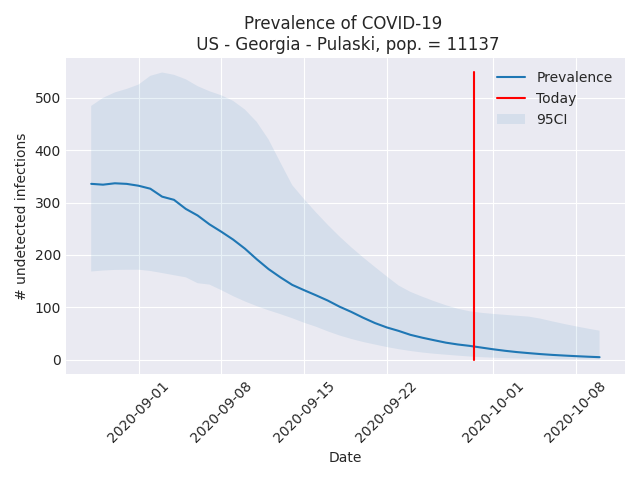 Prevalence of COVID-19
US - Georgia - Pulaski, pop. = 11137
Prevalence
Today
95CI
# undetected infections
500
400
300
200
100
0
2020-09-01
2020-09-08
2020-09-15
2020-09-22
2020-10-01
2020-10-08
Date